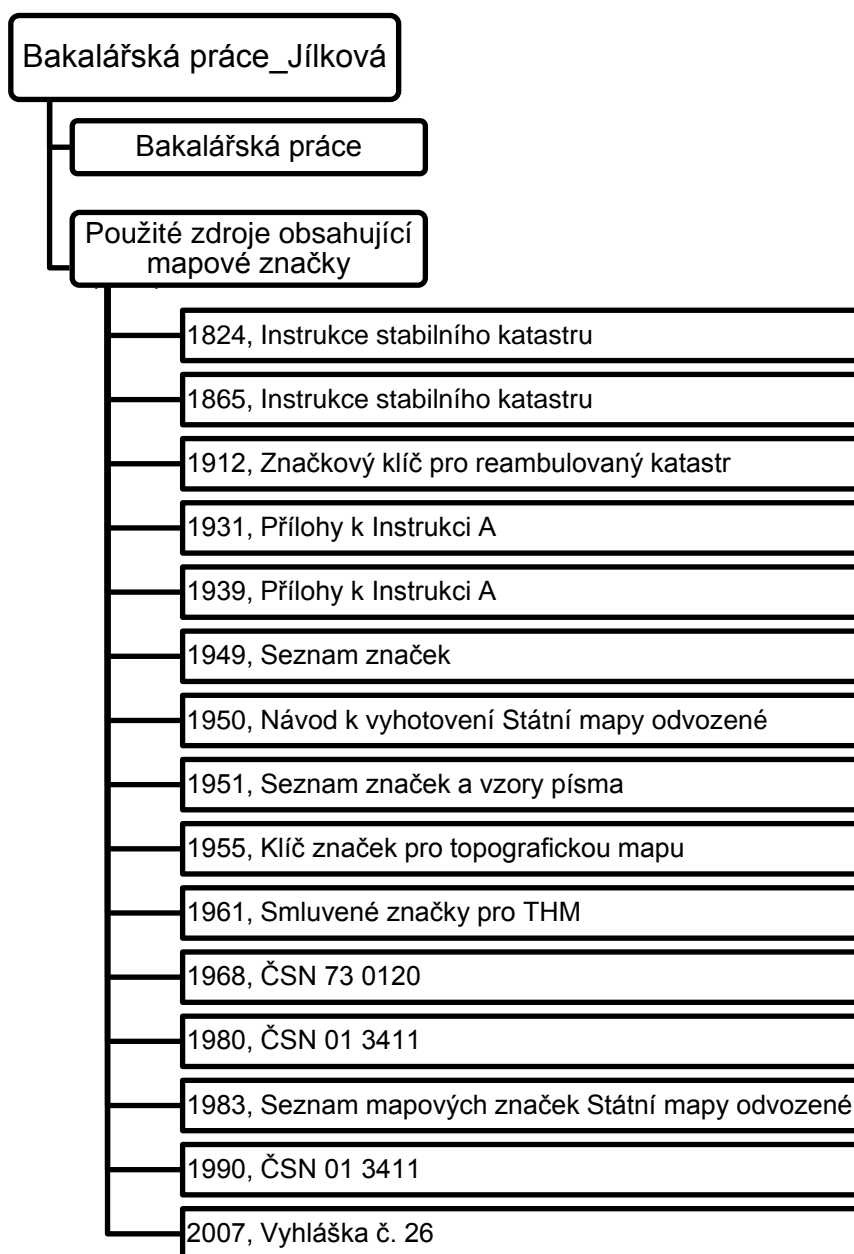 Bakalářská práce_Jílková
Bakalářská práce
Použité zdroje obsahující
mapové značky
1824, Instrukce stabilního katastru
1865, Instrukce stabilního katastru
1912, Značkový klíč pro reambulovaný katastr
1931, Přílohy k Instrukci A
1939, Přílohy k Instrukci A
1949, Seznam značek
1950, Návod k vyhotovení Státní mapy odvozené
1951, Seznam značek a vzory písma
1955, Klíč značek pro topografickou mapu
1961, Smluvené značky pro THM
1968, ČSN 73 0120
1980, ČSN 01 3411
1983, Seznam mapových značek Státní mapy odvozené
1990, ČSN 01 3411
2007, Vyhláška č. 26